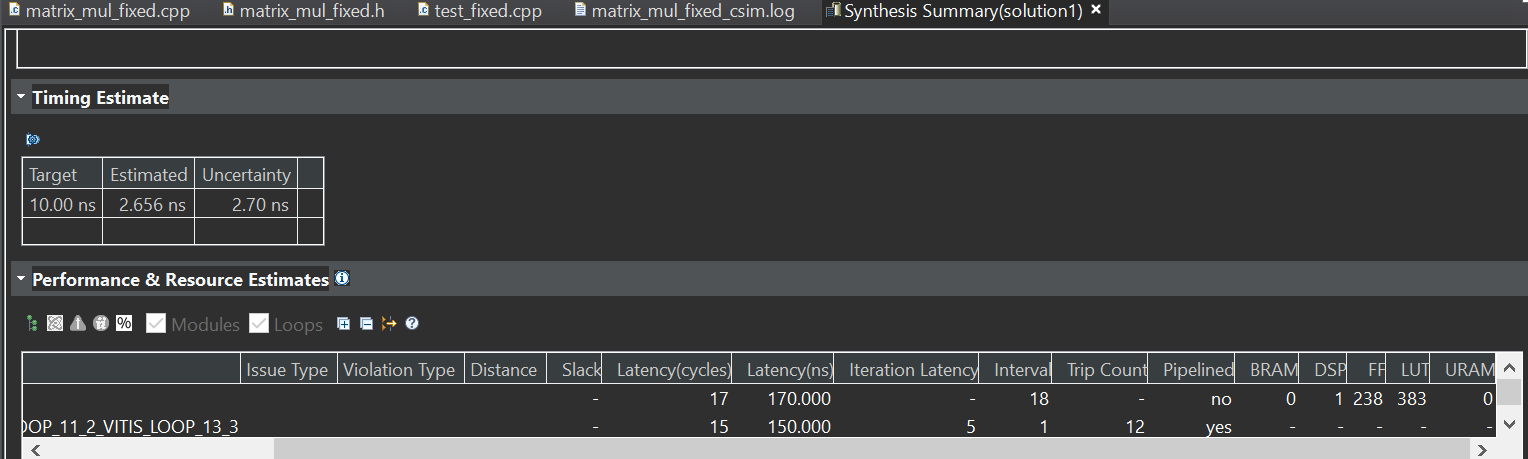 matrix_mul_fixed.cpp matrix_mul_fixed.h test_fixed.cpp matrix_mul_fixed_csim.log Synthesis Summary(solution1)
Timing Estimate
Target Estimated Uncertainty
10.00 ns 2.656 ns 2.70 ns
Performance & Resource Estimates
% Modules Loops
Issue Type Violation Type Distance Slack Latency(cycles) Latency(ns) Iteration Latency Interval Trip Count Pipelined BRAM DSP FF LUT URAM
- 17 170.000 - 18 - no 0 1 238 383 0
OOP_11_2_VITIS_LOOP_13_3 - 15 150.000 5 1 12 yes - - - - -